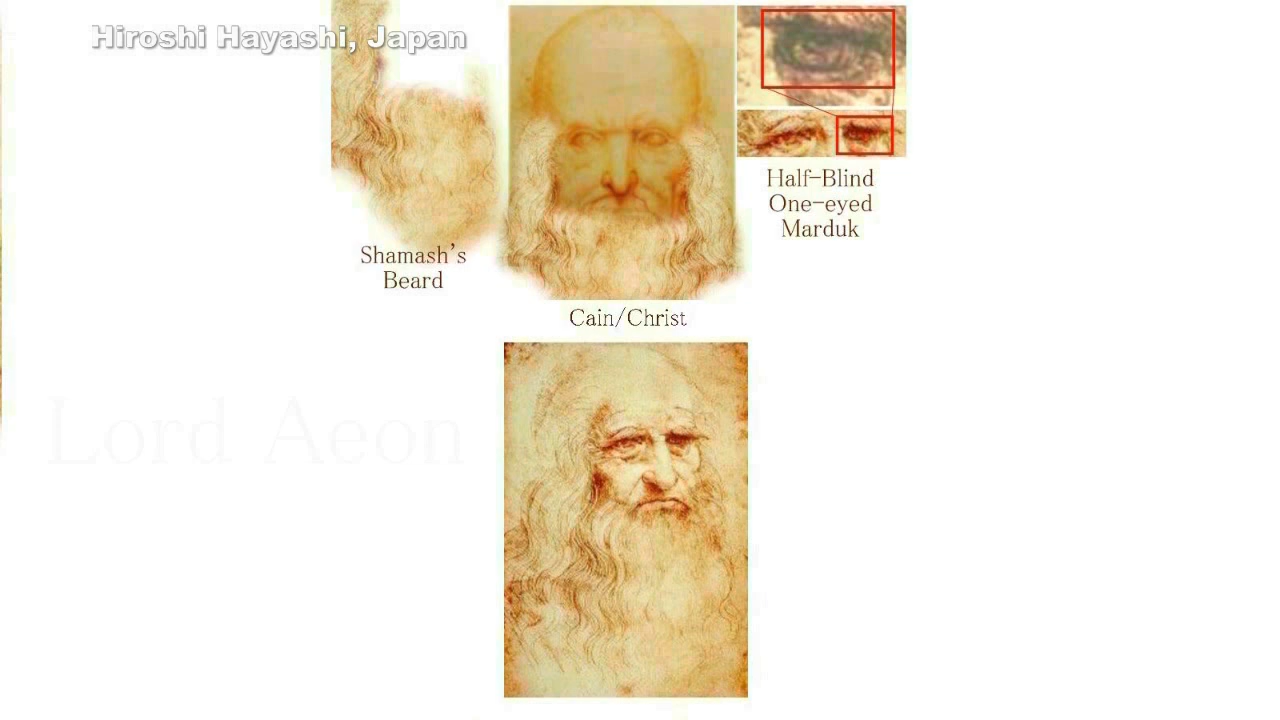 Hiroshi Hayashi, Japan
Shamash's
Beard
Half-Blind
One-eyed
Marduk
Cain/Christ
Lord Aeon